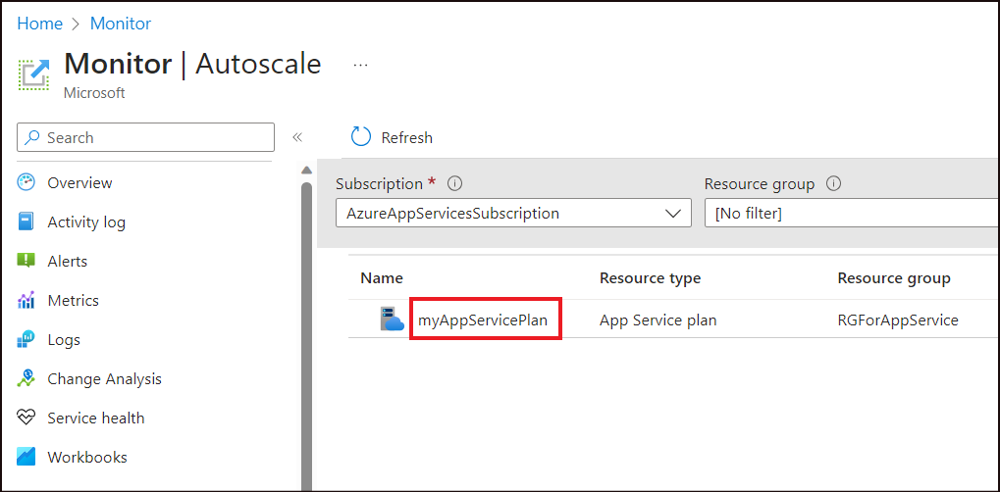 Home > Monitor
Monitor | Autoscale ...
Microsoft
Search «
Refresh
Overview
Activity log
Alerts
Metrics
Logs
Change Analysis
Service health
Workbooks
Subscription * Resource group
AzureAppServicesSubscription [No filter]
Name Resource type Resource group
myAppServicePlan App Service plan RGForAppService